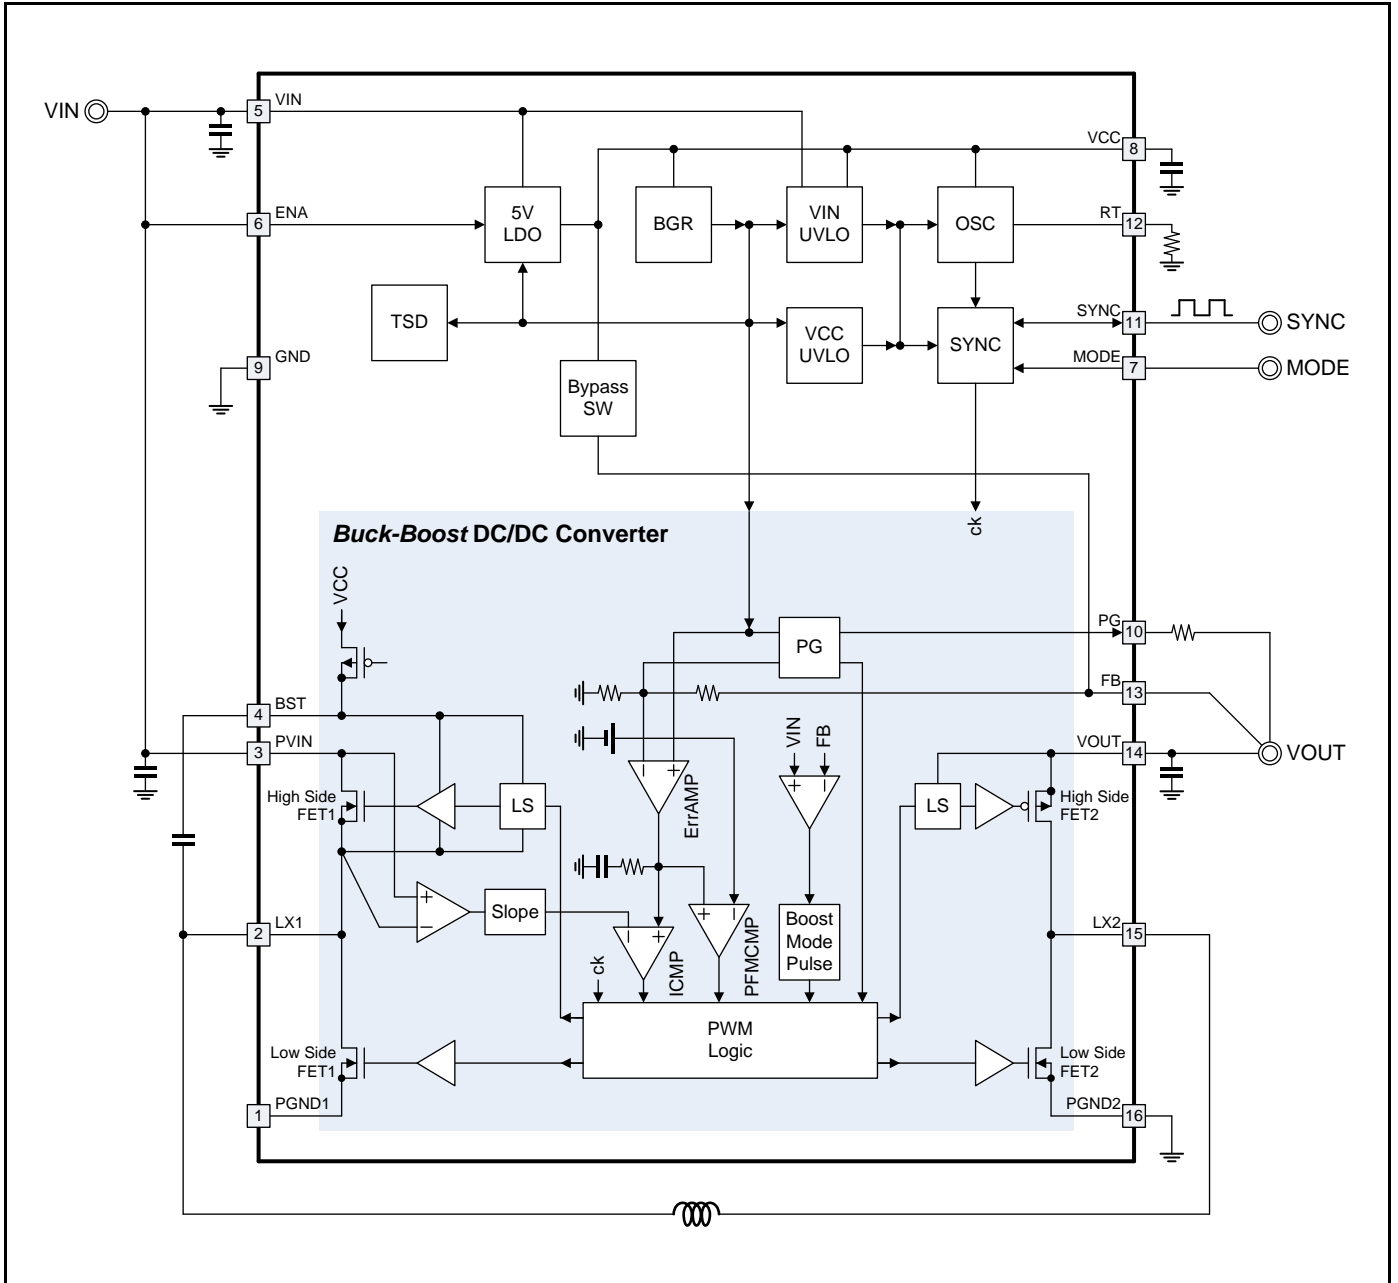 VIN
5
VIN
VCC
8
6
ENA
5V
LDO
BGR
VIN
UVLO
OSC
RT
12
TSD
VCC
UVLO
SYNC
SYNC
11
SYNC
MODE
7
MODE
9
GND
Bypass
SW
ck
Buck-Boost DC/DC Converter
VCC
PG
PG
10
FB
13
4
BST
3
PVIN
VIN
FB
VOUT
14
VOUT
High Side
FET1
LS
- +
ErrAMP
+ -
LS
High Side
FET2
2
LX1
+
-
Slope
- +
ICMP
+ -
PFMCMP
Boost
Mode
Pulse
LX2
15
ck
PWM
Logic
Low Side
FET1
Low Side
FET2
1
PGND1
PGND2
16